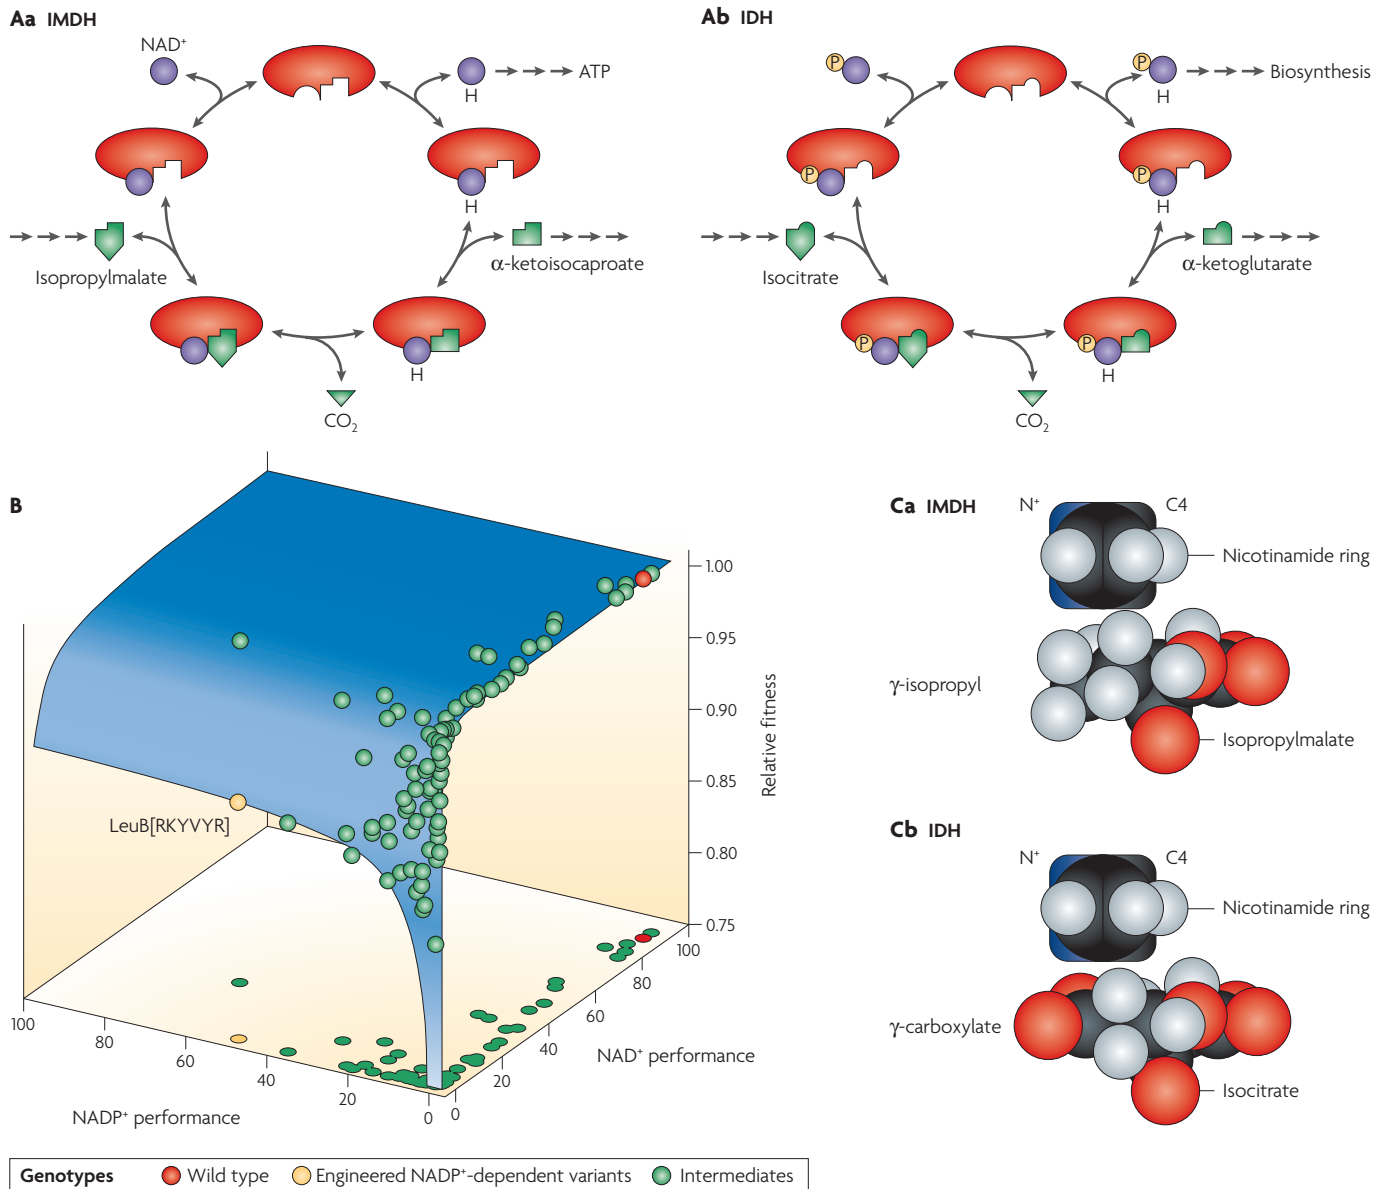 Aa IMDH
NAD⁺
H
ATP
H
Isopropylmalate
α-ketoisocaproate
H
CO₂
Ab IDH
P
P
H
Biosynthesis
P
P
H
Isocitrate
α-ketoglutarate
P
P
H
CO₂
B
1.00
0.95
0.90
0.85
0.80
0.75
Relative fitness
LeuB[RKYVYR]
100
80
60
40
20
0
NADP⁺ performance
0
20
40
60
80
100
NAD⁺ performance
Ca IMDH
N⁺ C4
Nicotinamide ring
γ-isopropyl
Isopropylmalate
Cb IDH
N⁺ C4
Nicotinamide ring
γ-carboxylate
Isocitrate
Genotypes Wild type Engineered NADP⁺-dependent variants Intermediates